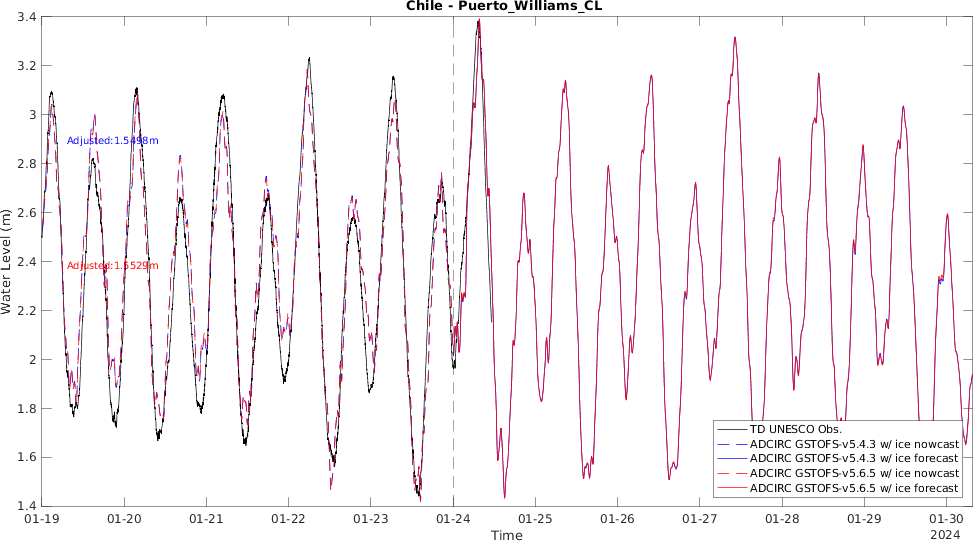 Chile - Puerto_Williams_CL
3.4
3.2
3
2.8
2.6
2.4
2.2
2
1.8
1.6
1.4
Water Level (m)
Adjusted:1.5498m
Adjusted:1.5529m
TD UNESCO Obs.
ADCIRC GSTOFS-v5.4.3 w/ ice nowcast
ADCIRC GSTOFS-v5.4.3 w/ ice forecast
ADCIRC GSTOFS-v5.6.5 w/ ice nowcast
ADCIRC GSTOFS-v5.6.5 w/ ice forecast
01-19 01-20 01-21 01-22 01-23 01-24 01-25 01-26 01-27 01-28 01-29 01-30
2024
Time